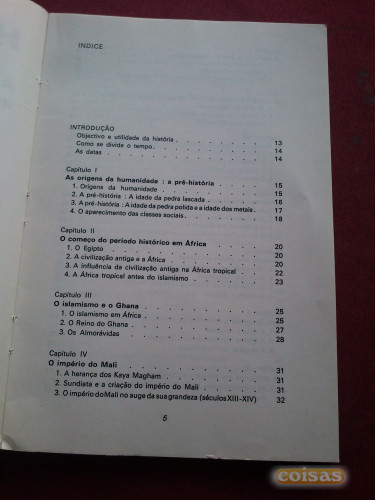 INDICE
INTRODUÇÃO
Objectivo e utilidade da história . . . . . . . 13
Como se divide o tempo . . . . . . . . 14
As datas . . . . . . . . . . . 14
Capítulo I
As origens da humanidade : a pré-história . . . . 15
1. Origens da humanidade . . . . . . . 15
2. A pré-história : A idade da pedra lascada . . . . 16
3. A pré-história : A idade da pedra polida e a idade dos metais . 17
4. O aparecimento das classes sociais . . . . . 18
Capítulo II
O começo do período histórico em África . . . . 20
1. O Egipto . . . . . . . . . . 20
2. A civilização antiga e a África . . . . . . 20
3. A influência da civilização antiga na África tropical . . 22
4. A África tropical antes do islamismo . . . . . 23
Capítulo III
O islamismo e o Ghana . . . . . . . . 25
1. O islamismo em África . . . . . . . . 25
2. O Reino do Ghana . . . . . . . . . 27
3. Os Almorávidas . . . . . . . . . . 28
Capítulo IV
O império do Mali . . . . . . . . . 31
1. A harança dos Kaya Magham . . . . . . 31
2. Sundiata e a criação do império do Mali . . . . 31
3. O império do Mali no auge da sua grandeza (séculos XIII-XIV) 32
5
coisas